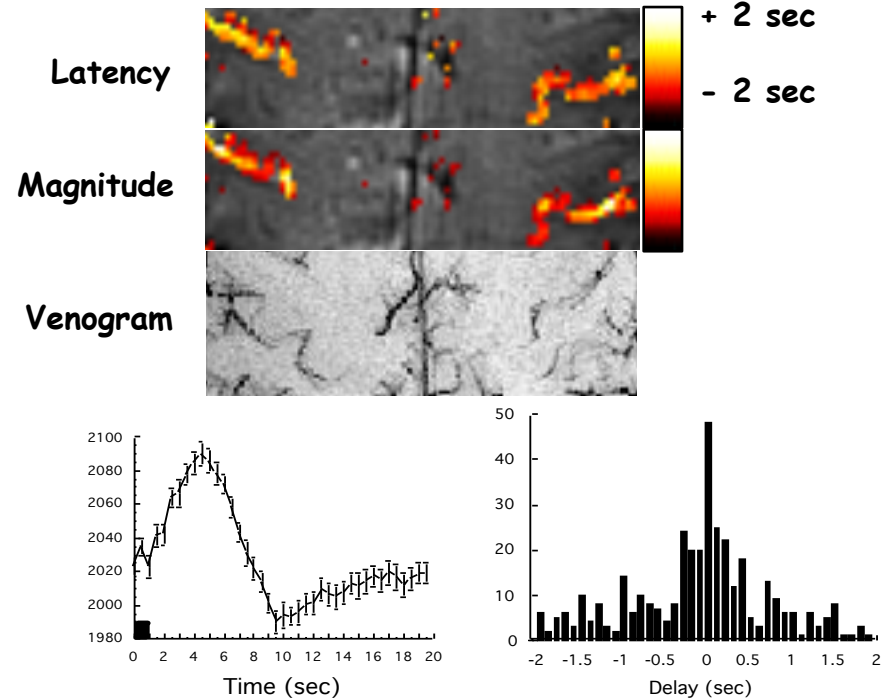 Latency
+ 2 sec
- 2 sec
Magnitude
Venogram
2100
2080
2060
2040
2020
2000
1980
0 2 4 6 8 10 12 14 16 18 20
Time (sec)
50
40
30
20
10
0
-2 -1.5 -1 -0.5 0 0.5 1 1.5 2
Delay (sec)